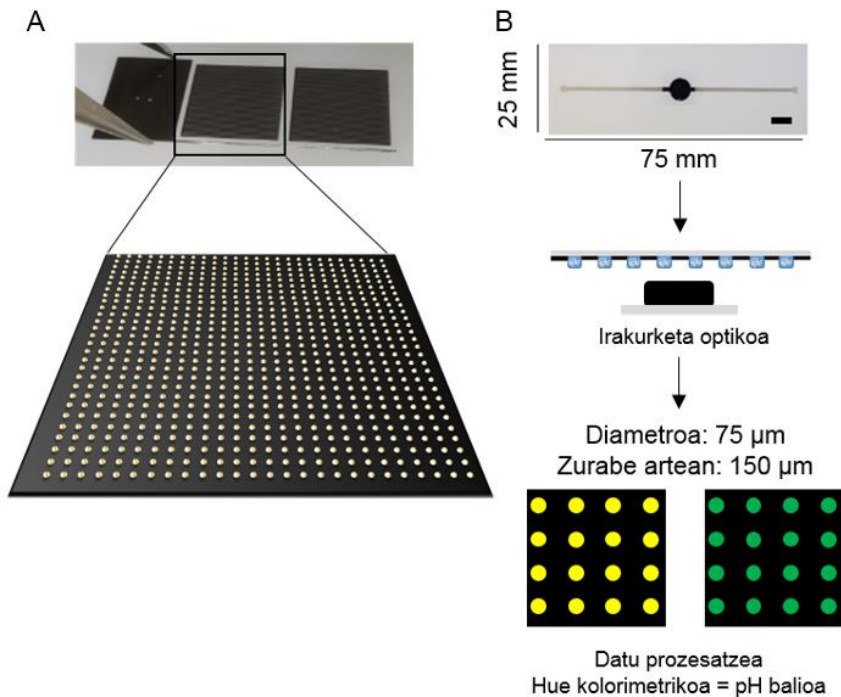 A
B
25 mm
75 mm
Irakurketa optikoa
Diametroa: 75 µm
Zurabe artean: 150 µm
Datu prozesatzea
Hue kolorimetrikoa = pH balioa